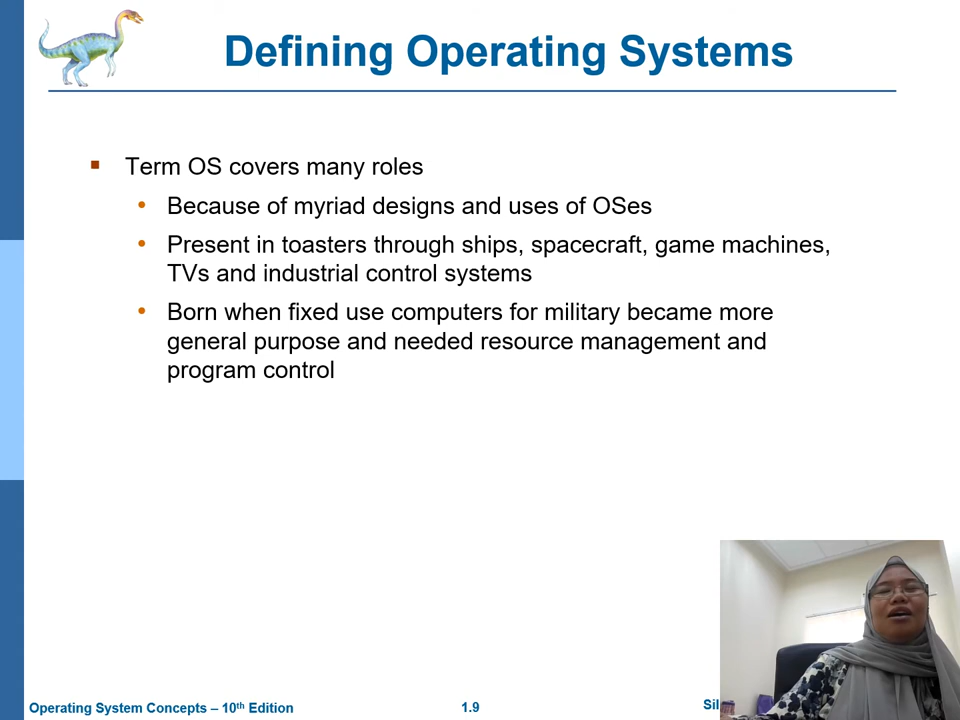 Defining Operating Systems
▪ Term OS covers many roles
• Because of myriad designs and uses of OSes
• Present in toasters through ships, spacecraft, game machines,
TVs and industrial control systems
• Born when fixed use computers for military became more
general purpose and needed resource management and
program control
Operating System Concepts – 10th Edition
1.9